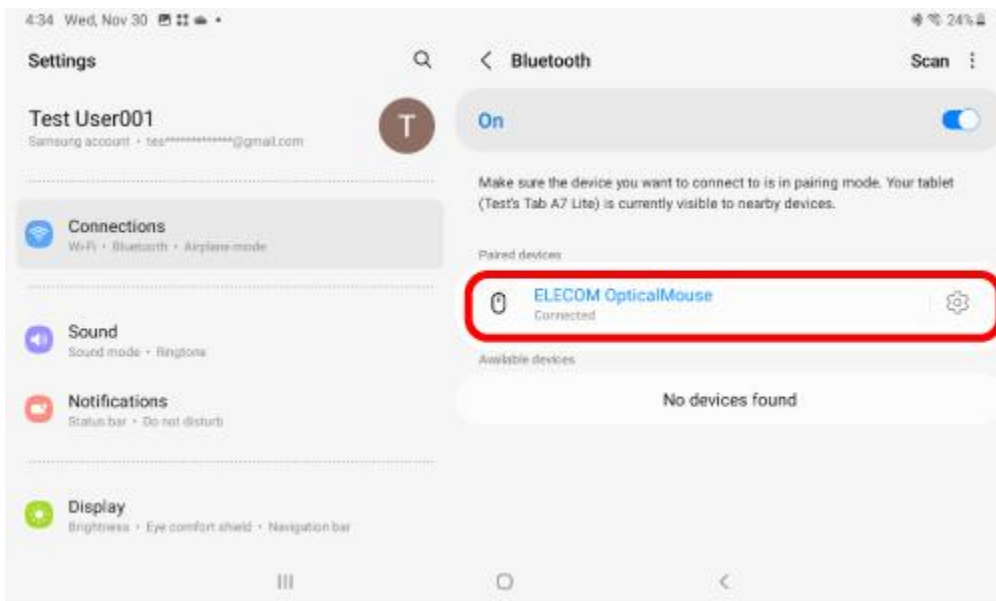 4:34 Wed, Nov 30
24%
Settings
Test User001
Samsung account • tes*************@gmail.com
T
Connections
Wi-Fi • Bluetooth • Airplane mode
Sound
Sound mode • Ringtone
Notifications
Status bar • Do not disturb
Display
Brightness • Eye comfort shield • Navigation bar
Bluetooth
Scan
On
Make sure the device you want to connect to is in pairing mode. Your tablet
(Test's Tab A7 Lite) is currently visible to nearby devices.
Paired devices
ELECOM OpticalMouse
Connected
Available devices
No devices found